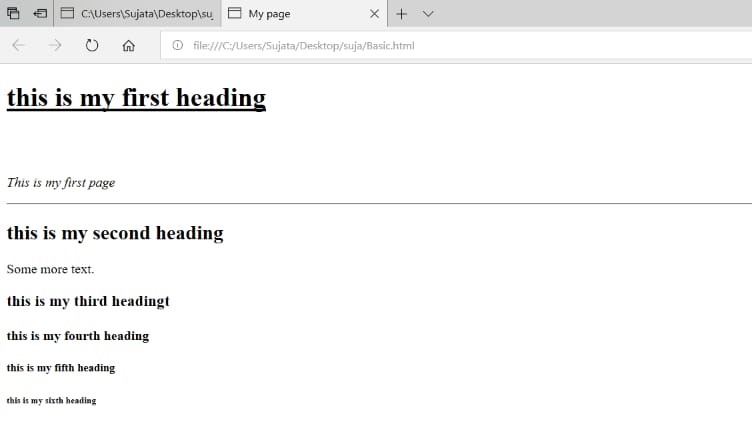 C:\Users\Sujata\Desktop\su
My page
file:///C:/Users/Sujata/Desktop/suja/Basic.html
this is my first heading
This is my first page
this is my second heading
Some more text.
this is my third headingt
this is my fourth heading
this is my fifth heading
this is my sixth heading